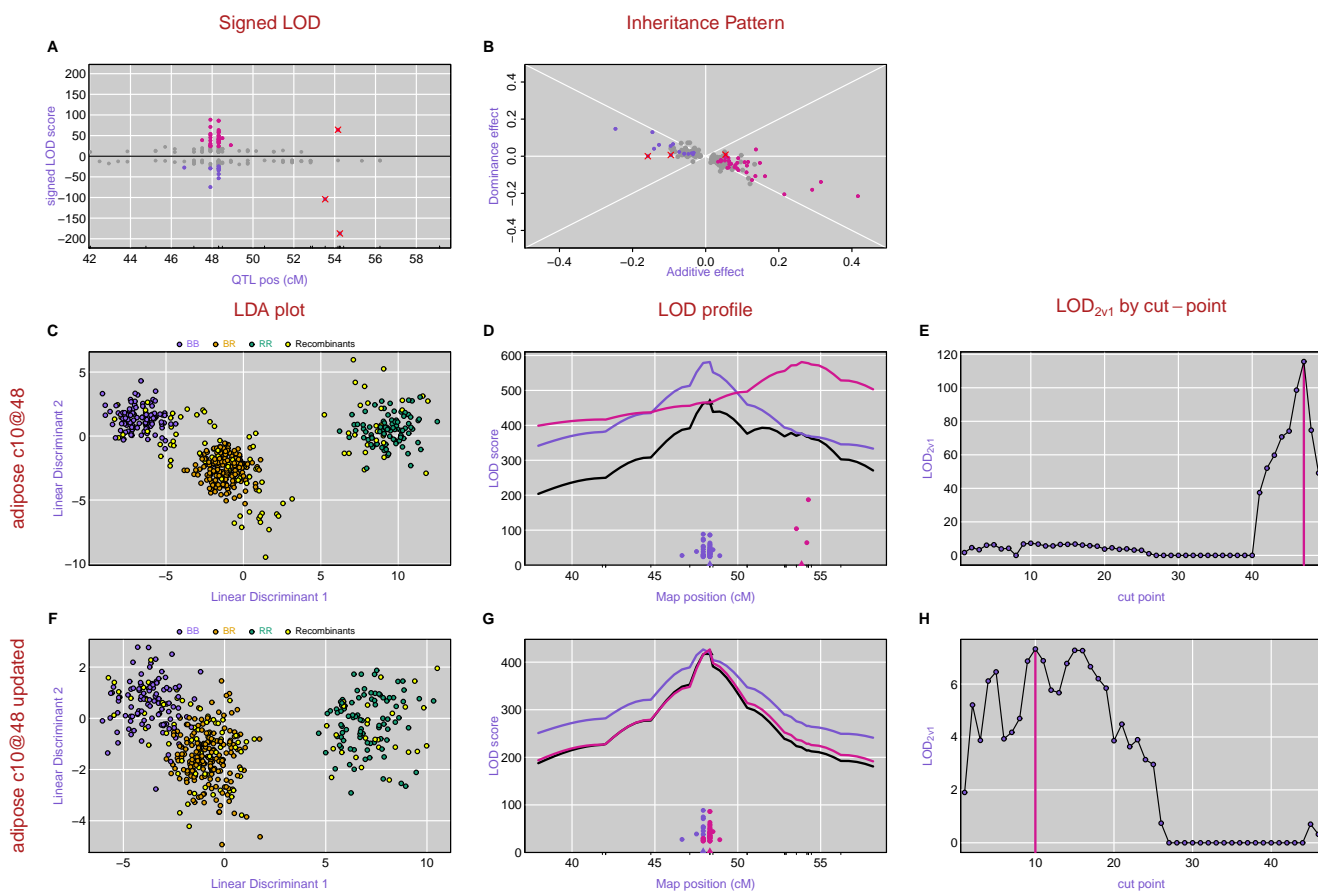 Signed LOD
Inheritance Pattern
A
B
signed LOD score
200
150
100
50
0
−50
−100
−150
−200
42 44 46 48 50 52 54 56 58
QTL pos (cM)
Dominance effect
0.4
0.2
0.0
−0.2
−0.4
−0.4 −0.2 0.0 0.2 0.4
Additive effect
LDA plot
LOD profile
LOD2v1 by cut − point
adipose c10@48
C
D
E
BB BR RR Recombinants
Linear Discriminant 2
5
0
−5
−10
−5 0 5 10
Linear Discriminant 1
LOD score
600
500
400
300
200
100
0
40 45 50 55
Map position (cM)
LOD2v1
120
100
80
60
40
20
0
10 20 30 40
cut point
adipose c10@48 updated
F
G
H
BB BR RR Recombinants
Linear Discriminant 2
2
0
−2
−4
−5 0 5 10
Linear Discriminant 1
LOD score
400
300
200
100
0
40 45 50 55
Map position (cM)
LOD2v1
6
4
2
0
10 20 30 40
cut point